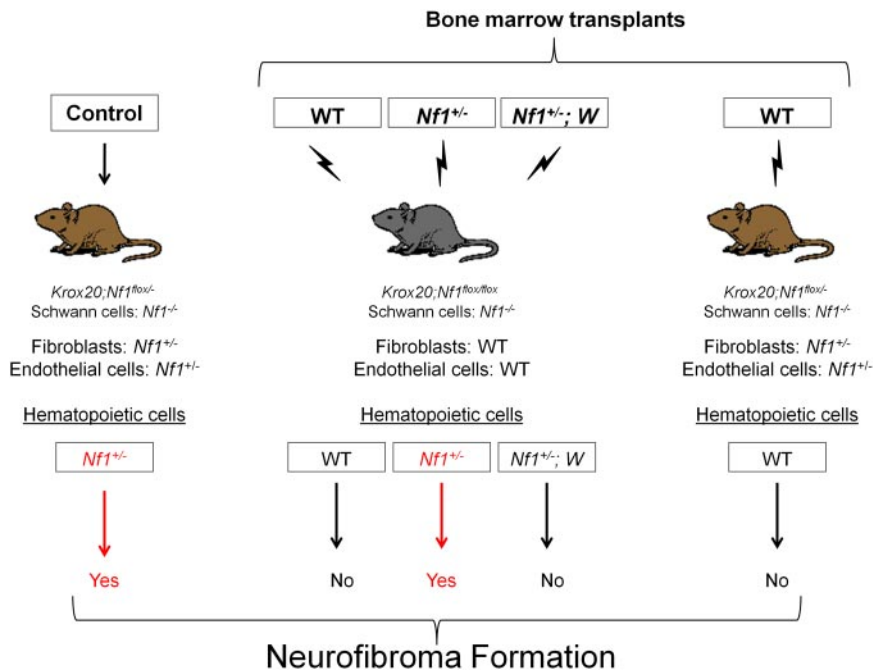 Bone marrow transplants
Control
WT
Nf1+/-
Nf1+/-; W
WT
Krox20;Nf1flox/-
Schwann cells: Nf1-/-
Fibroblasts: Nf1+/-
Endothelial cells: Nf1+/-
Hematopoietic cells
Nf1+/-
Yes
Krox20;Nf1flox/flox
Schwann cells: Nf1-/-
Fibroblasts: WT
Endothelial cells: WT
Hematopoietic cells
WT
Nf1+/-
Nf1+/-; W
No
Yes
No
Krox20;Nf1flox/-
Schwann cells: Nf1-/-
Fibroblasts: Nf1+/-
Endothelial cells: Nf1+/-
Hematopoietic cells
WT
No
Neurofibroma Formation